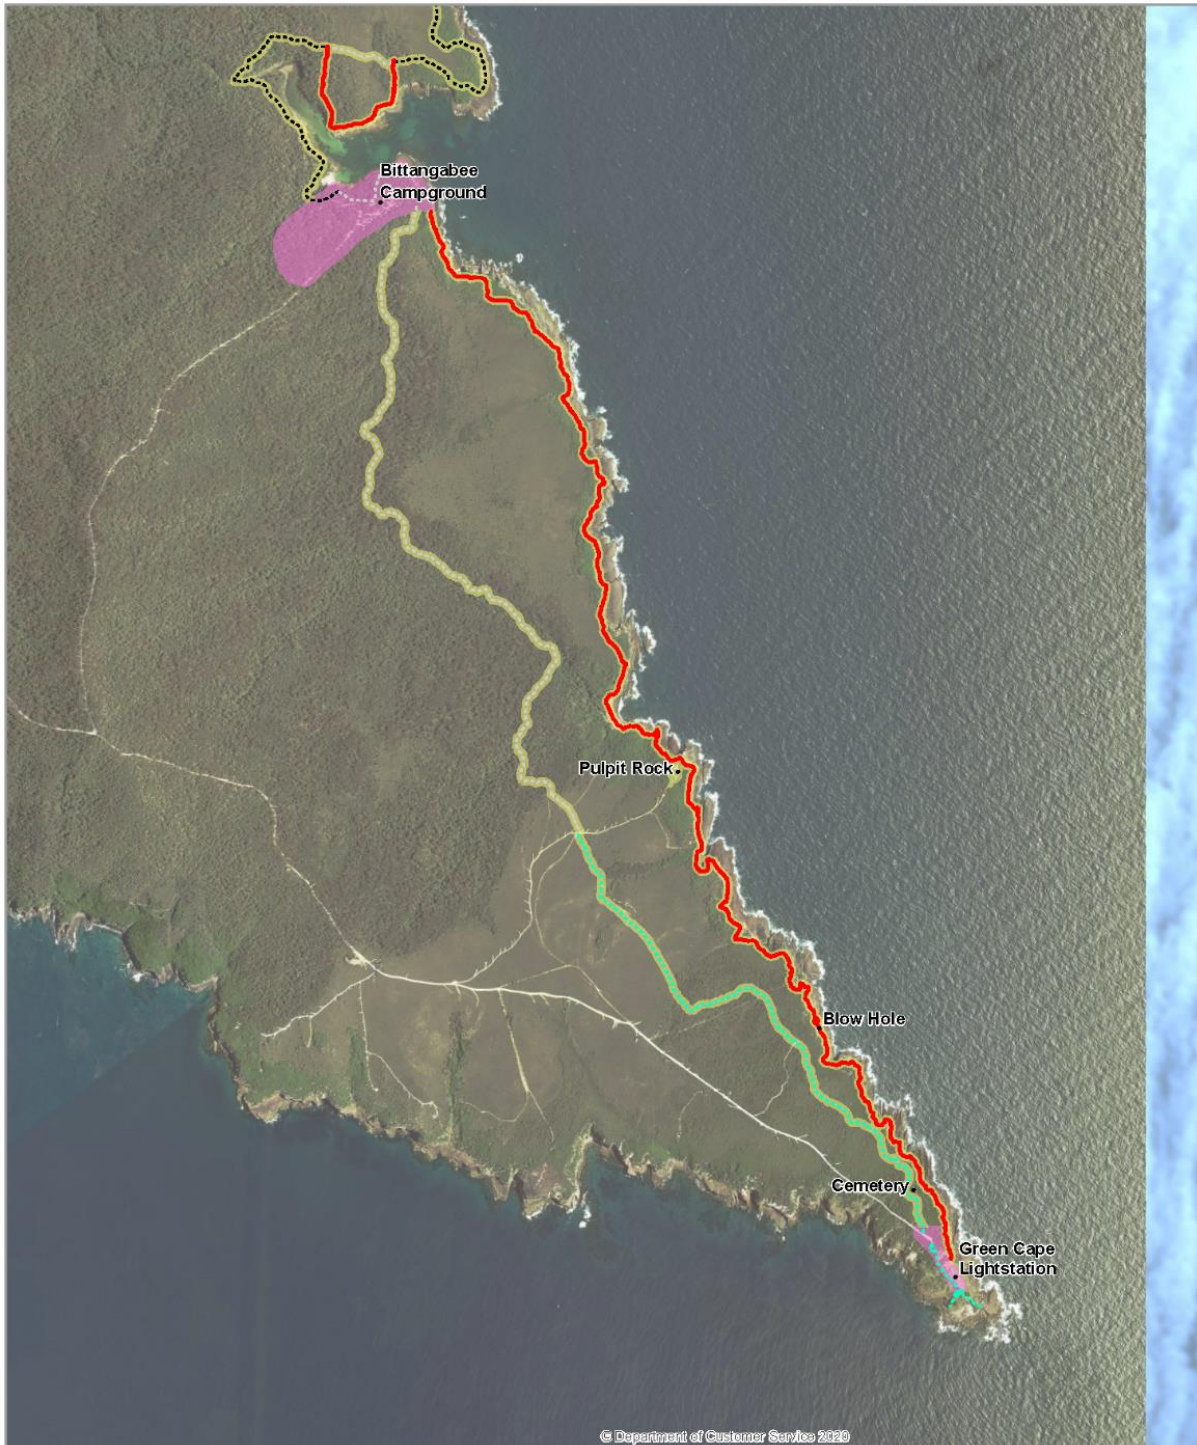 Bittangabee
Campground
Pulpit Rock
Blow Hole
Cemetery
Green Cape
Lightstation
© Department of Customer Service 2020